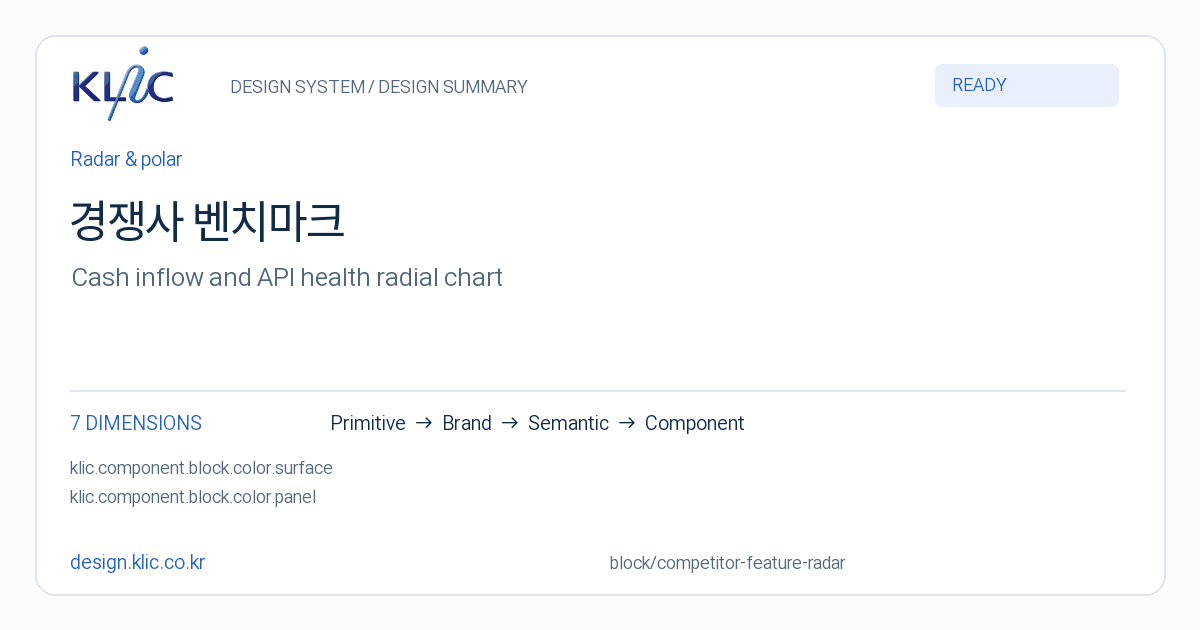 KLiC
DESIGN SYSTEM / DESIGN SUMMARY
READY
Radar & polar
경쟁사 벤치마크
Cash inflow and API health radial chart
7 DIMENSIONS
Primitive → Brand → Semantic → Component
klic.component.block.color.surface
klic.component.block.color.panel
design.klic.co.kr
block/competitor-feature-radar